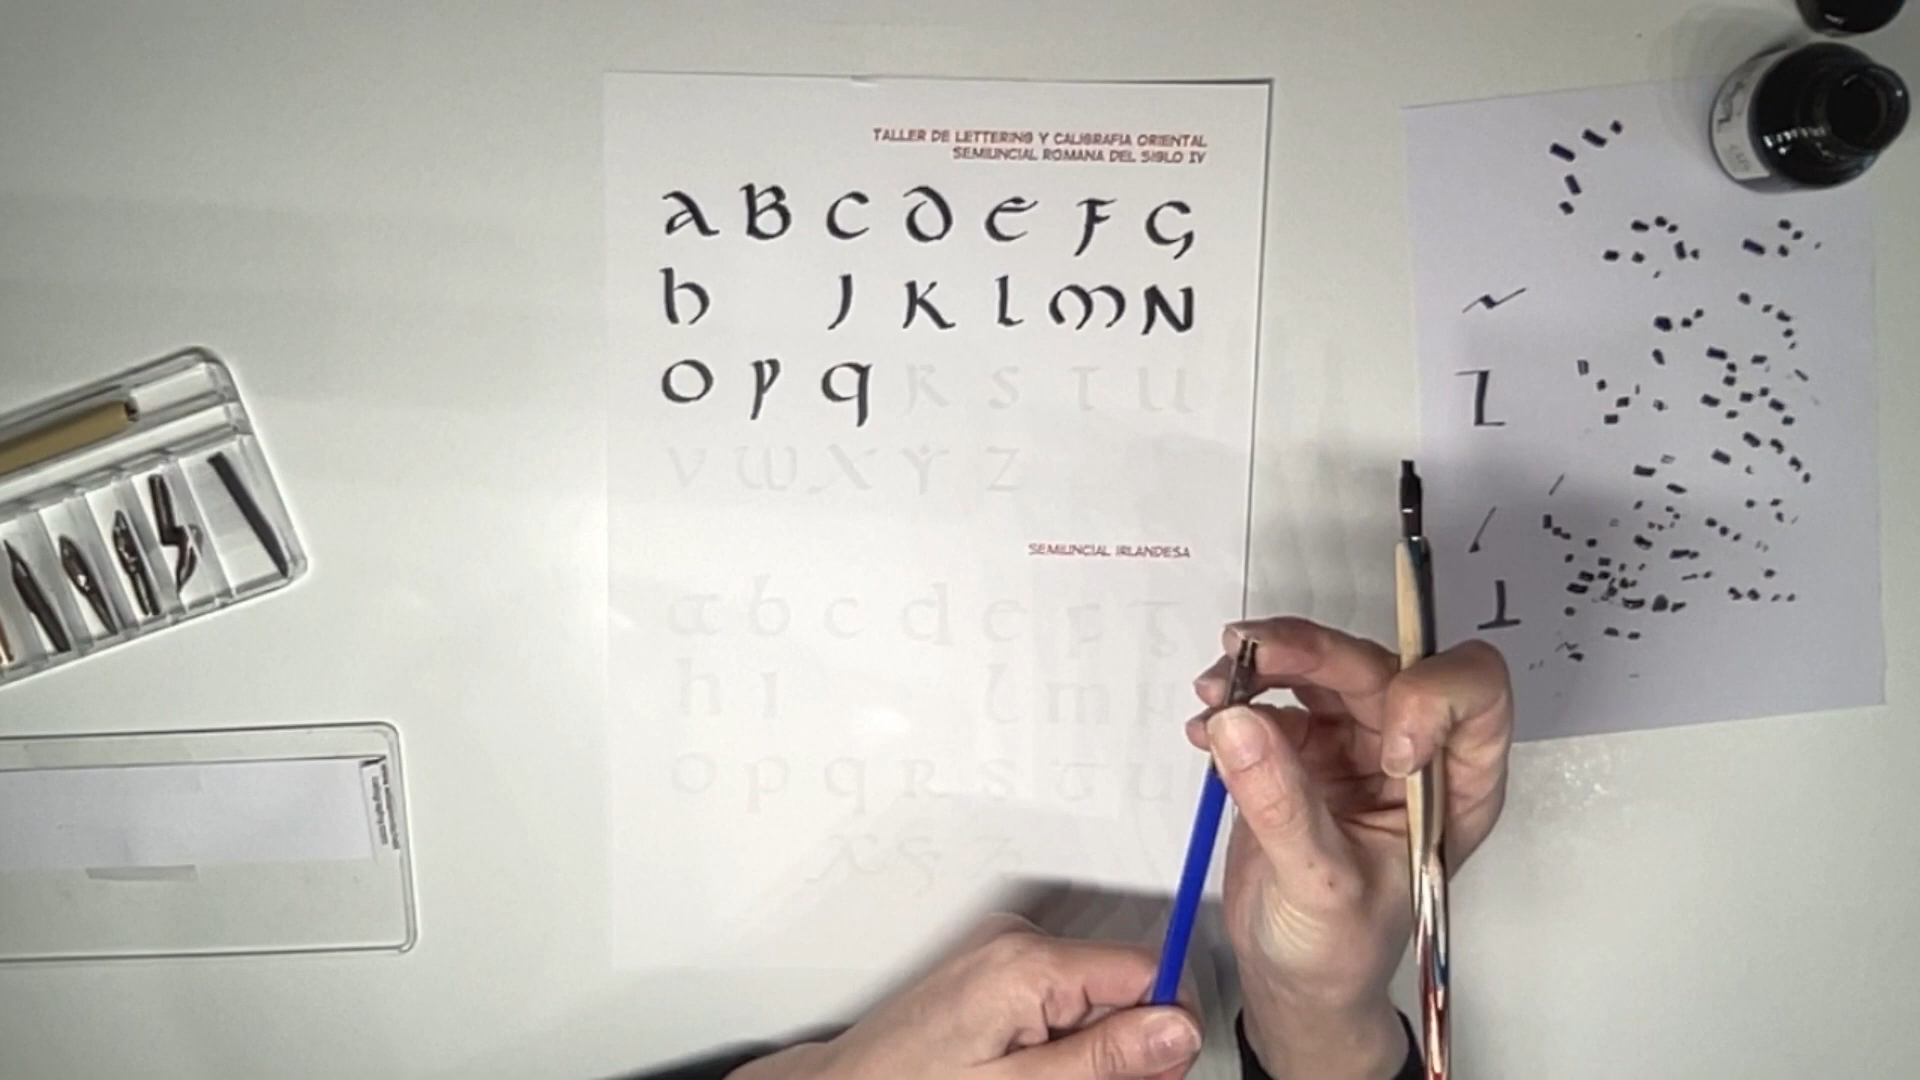 TALLER DE LETTERING Y CALIGRAFIA ORIENTAL
SEMIUNCIAL ROMANA DEL SIGLO IV
a B c d e F G
h J K l m N
o p q R S T U
V W X Y Z
SEMIUNCIAL IRLANDESA
a b c d e F G
h I l m N
o p q R S T U
X Y Z